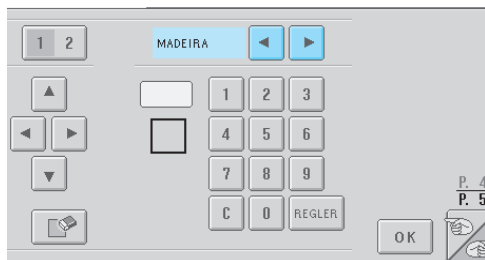 1 2
MADEIRA
1 2 3
4 5 6
7 8 9
C 0 REGLER
P. 4
P. 5
OK